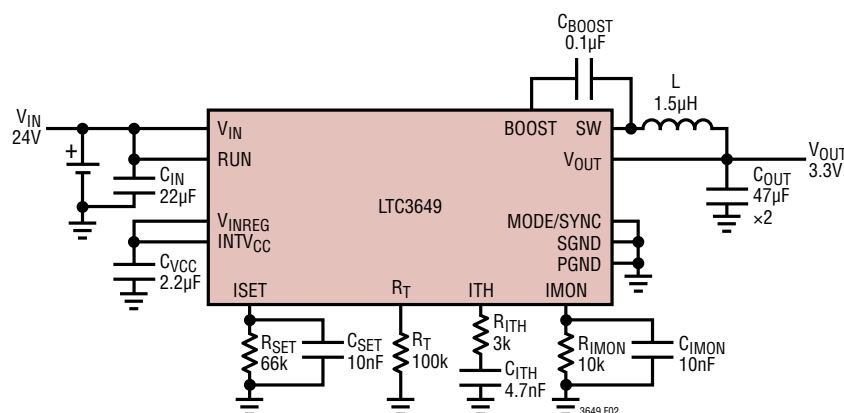 CBOOST
0.1µF
L
1.5µH
VIN
24V
VIN
BOOST SW
RUN
VOUT
VOUT
3.3V
+
CIN
22µF
COUT
47µF
×2
LTC3649
VINREG
MODE/SYNC
INTVCC
SGND
PGND
CVCC
2.2µF
ISET
RT
ITH
IMON
RSET
66k
CSET
10nF
RT
100k
RITH
3k
CITH
4.7nF
RIMON
10k
CIMON
10nF
3649 F02